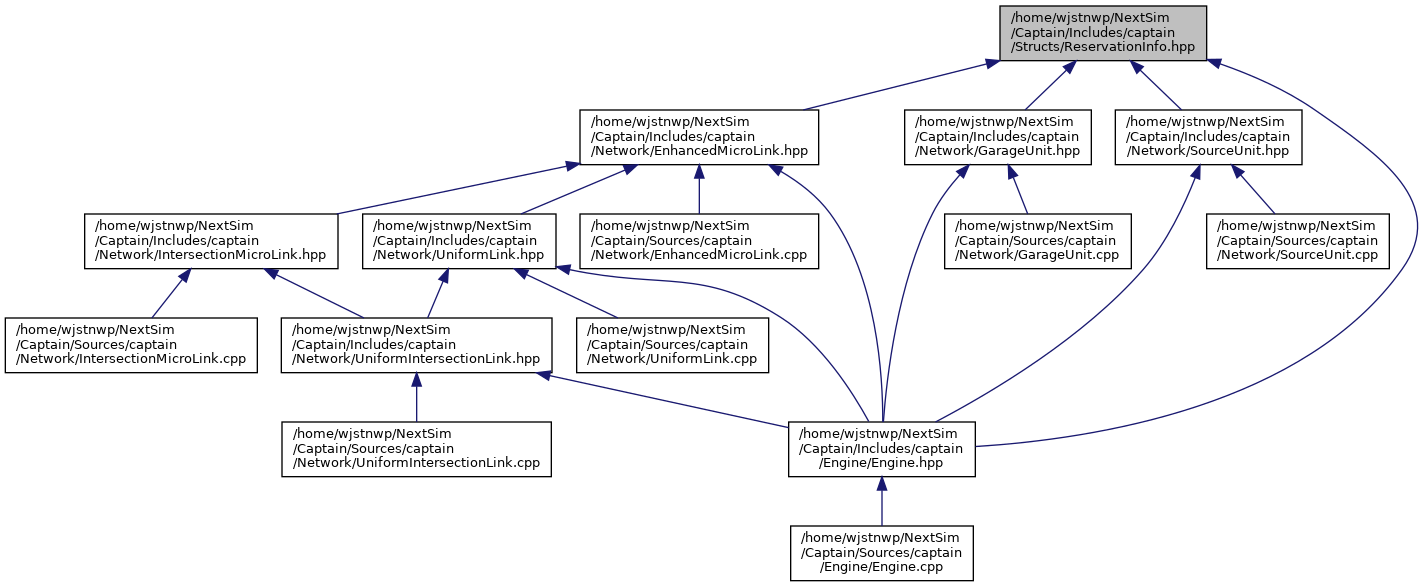 /home/wjstnwp/NextSim
/Captain/Includes/captain
/Structs/ReservationInfo.hpp
/home/wjstnwp/NextSim
/Captain/Includes/captain
/Network/EnhancedMicroLink.hpp
/home/wjstnwp/NextSim
/Captain/Includes/captain
/Network/GarageUnit.hpp
/home/wjstnwp/NextSim
/Captain/Includes/captain
/Network/SourceUnit.hpp
/home/wjstnwp/NextSim
/Captain/Includes/captain
/Network/IntersectionMicroLink.hpp
/home/wjstnwp/NextSim
/Captain/Includes/captain
/Network/UniformLink.hpp
/home/wjstnwp/NextSim
/Captain/Sources/captain
/Network/EnhancedMicroLink.cpp
/home/wjstnwp/NextSim
/Captain/Sources/captain
/Network/GarageUnit.cpp
/home/wjstnwp/NextSim
/Captain/Sources/captain
/Network/SourceUnit.cpp
/home/wjstnwp/NextSim
/Captain/Sources/captain
/Network/IntersectionMicroLink.cpp
/home/wjstnwp/NextSim
/Captain/Includes/captain
/Network/UniformIntersectionLink.hpp
/home/wjstnwp/NextSim
/Captain/Sources/captain
/Network/UniformLink.cpp
/home/wjstnwp/NextSim
/Captain/Sources/captain
/Network/UniformIntersectionLink.cpp
/home/wjstnwp/NextSim
/Captain/Includes/captain
/Engine/Engine.hpp
/home/wjstnwp/NextSim
/Captain/Sources/captain
/Engine/Engine.cpp